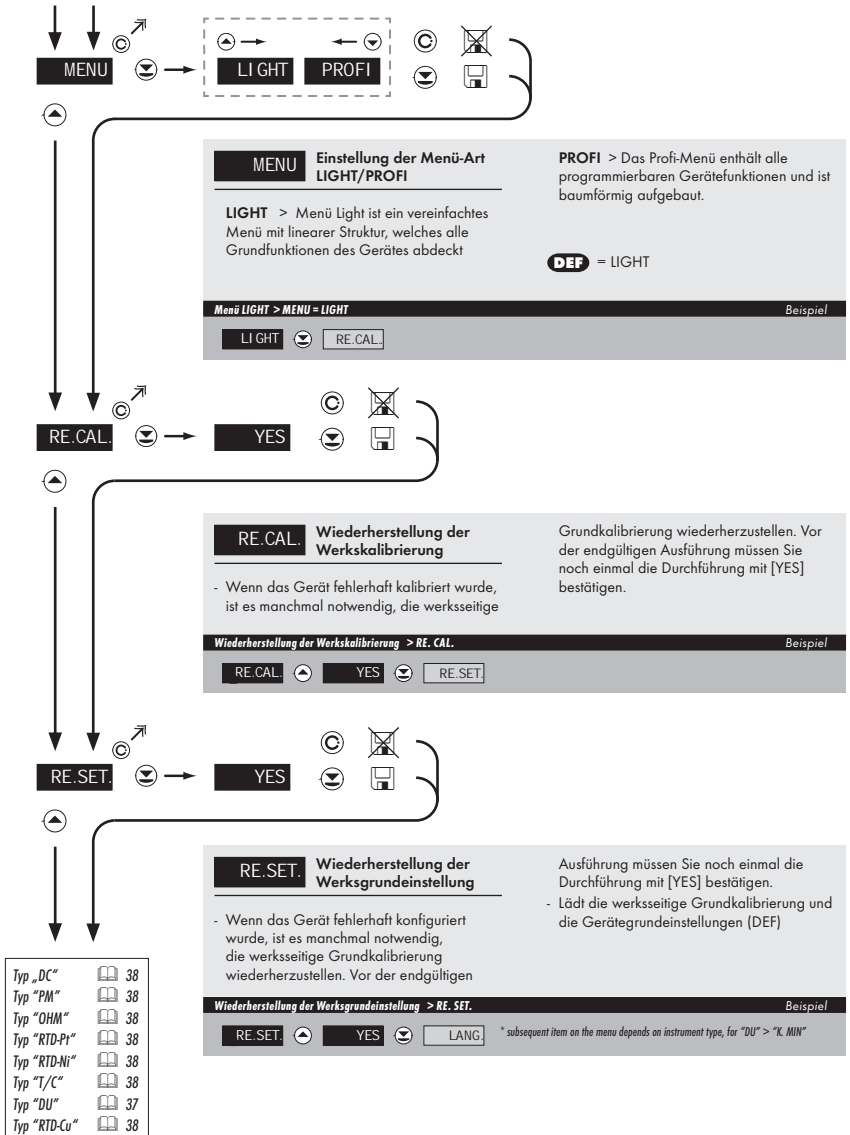 MENU
LIGHT PROFI
MENU Einstellung der Menü-Art
LIGHT/PROFI
LIGHT > Menü Light ist ein vereinfachtes
Menü mit linearer Struktur, welches alle
Grundfunktionen des Gerätes abdeckt
PROFI > Das Profi-Menü enthält alle
programmierbaren Gerätefunktionen und ist
baumförmig aufgebaut.
DEF = LIGHT
Menü LIGHT > MENU = LIGHT Beispiel
LIGHT RE.CAL.
RE.CAL. YES
RE.CAL. Wiederherstellung der
Werkskalibrierung
- Wenn das Gerät fehlerhaft kalibriert wurde,
ist es manchmal notwendig, die werksseitige
Grundkalibrierung wiederherzustellen. Vor
der endgültigen Ausführung müssen Sie
noch einmal die Durchführung mit [YES]
bestätigen.
Wiederherstellung der Werkskalibrierung > RE. CAL. Beispiel
RE.CAL. YES RE.SET.
RE.SET. YES
RE.SET. Wiederherstellung der
Werksgrundeinstellung
- Wenn das Gerät fehlerhaft konfiguriert
wurde, ist es manchmal notwendig,
die werksseitige Grundkalibrierung
wiederherzustellen. Vor der endgültigen
Ausführung müssen Sie noch einmal die
Durchführung mit [YES] bestätigen.
- Lädt die werksseitige Grundkalibrierung und
die Gerätegrundeinstellungen (DEF)
Wiederherstellung der Werksgrundeinstellung > RE. SET. Beispiel
RE.SET. YES LANG. * subsequent item on the menu depends on instrument type, for "DU" > "K. MIN"
Typ „DC" 38
Typ "PM" 38
Typ "OHM" 38
Typ "RTD-Pt" 38
Typ "RTD-Ni" 38
Typ "T/C" 38
Typ "DU" 37
Typ "RTD-Cu" 38